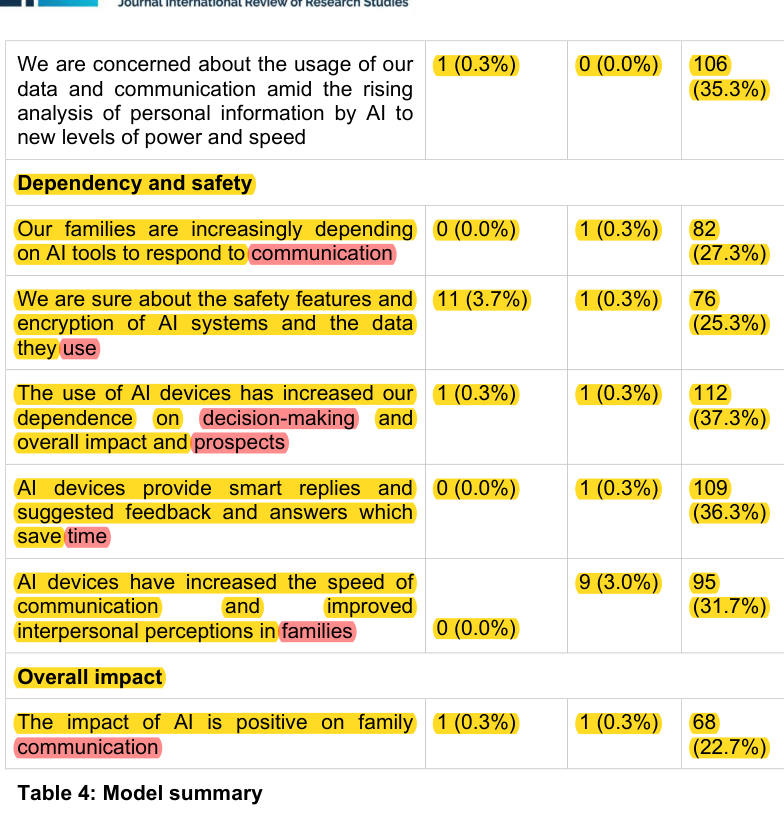 Journal International Review of Research Studies
We are concerned about the usage of our 1 (0.3%) 0 (0.0%) 106
data and communication amid the rising (35.3%)
analysis of personal information by AI to
new levels of power and speed
Dependency and safety
Our families are increasingly depending 0 (0.0%) 1 (0.3%) 82
on AI tools to respond to communication (27.3%)
We are sure about the safety features and 11 (3.7%) 1 (0.3%) 76
encryption of AI systems and the data (25.3%)
they use
The use of AI devices has increased our 1 (0.3%) 1 (0.3%) 112
dependence on decision-making and (37.3%)
overall impact and prospects
AI devices provide smart replies and 0 (0.0%) 1 (0.3%) 109
suggested feedback and answers which (36.3%)
save time
AI devices have increased the speed of 9 (3.0%) 95
communication and improved (31.7%)
interpersonal perceptions in families 0 (0.0%)
Overall impact
The impact of AI is positive on family 1 (0.3%) 1 (0.3%) 68
communication (22.7%)
Table 4: Model summary